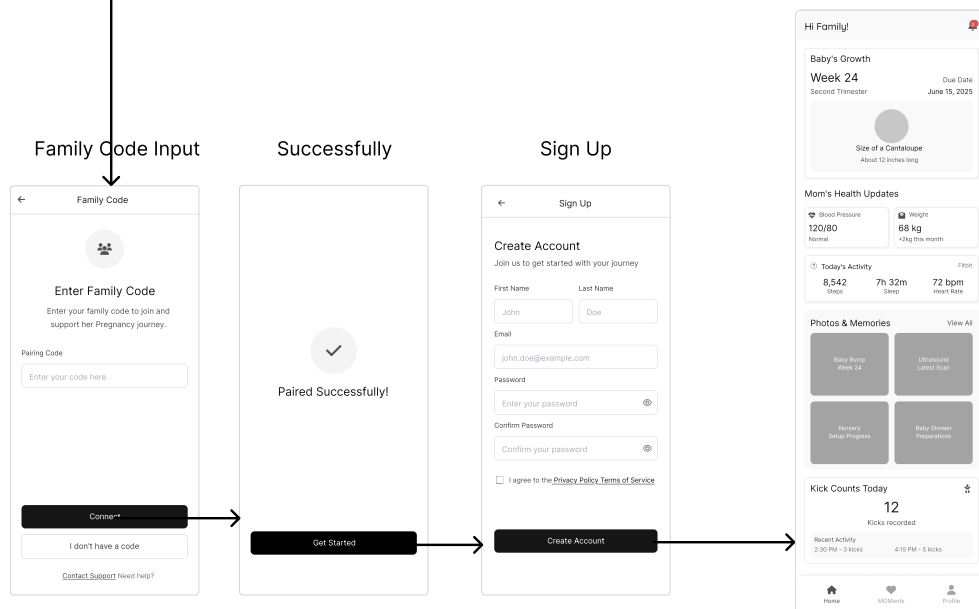 Family Code Input
Family Code
Enter Family Code
Enter your family code to join and
support her Pregnancy journey.
Pairing Code
Enter your code here
Connect
I don't have a code
Contact Support Need help?
Successfully
Paired Successfully!
Get Started
Sign Up
Sign Up
Create Account
Join us to get started with your journey
First Name Last Name
John Doe
Email
john.doe@example.com
Password
Enter your password
Confirm Password
Confirm your password
I agree to the Privacy Policy Terms of Service
Create Account
Hi Family!
Baby's Growth
Week 24 Due Date
Second Trimester June 15, 2025
Size of a Cantaloupe
About 12 inches long
Mom's Health Updates
Blood Pressure Weight
120/80 68 kg
Normal +2kg this month
Today's Activity Fitbit
8,542 7h 32m 72 bpm
Steps Sleep Heart Rate
Photos & Memories View All
Baby Bump Ultrasound
Week 24 Latest Scan
Nursery Baby Shower
Setup Progress Preparations
Kick Counts Today
12
Kicks recorded
Recent Activity
2:30 PM - 3 kicks 4:15 PM - 5 kicks
Home MOMents Profile